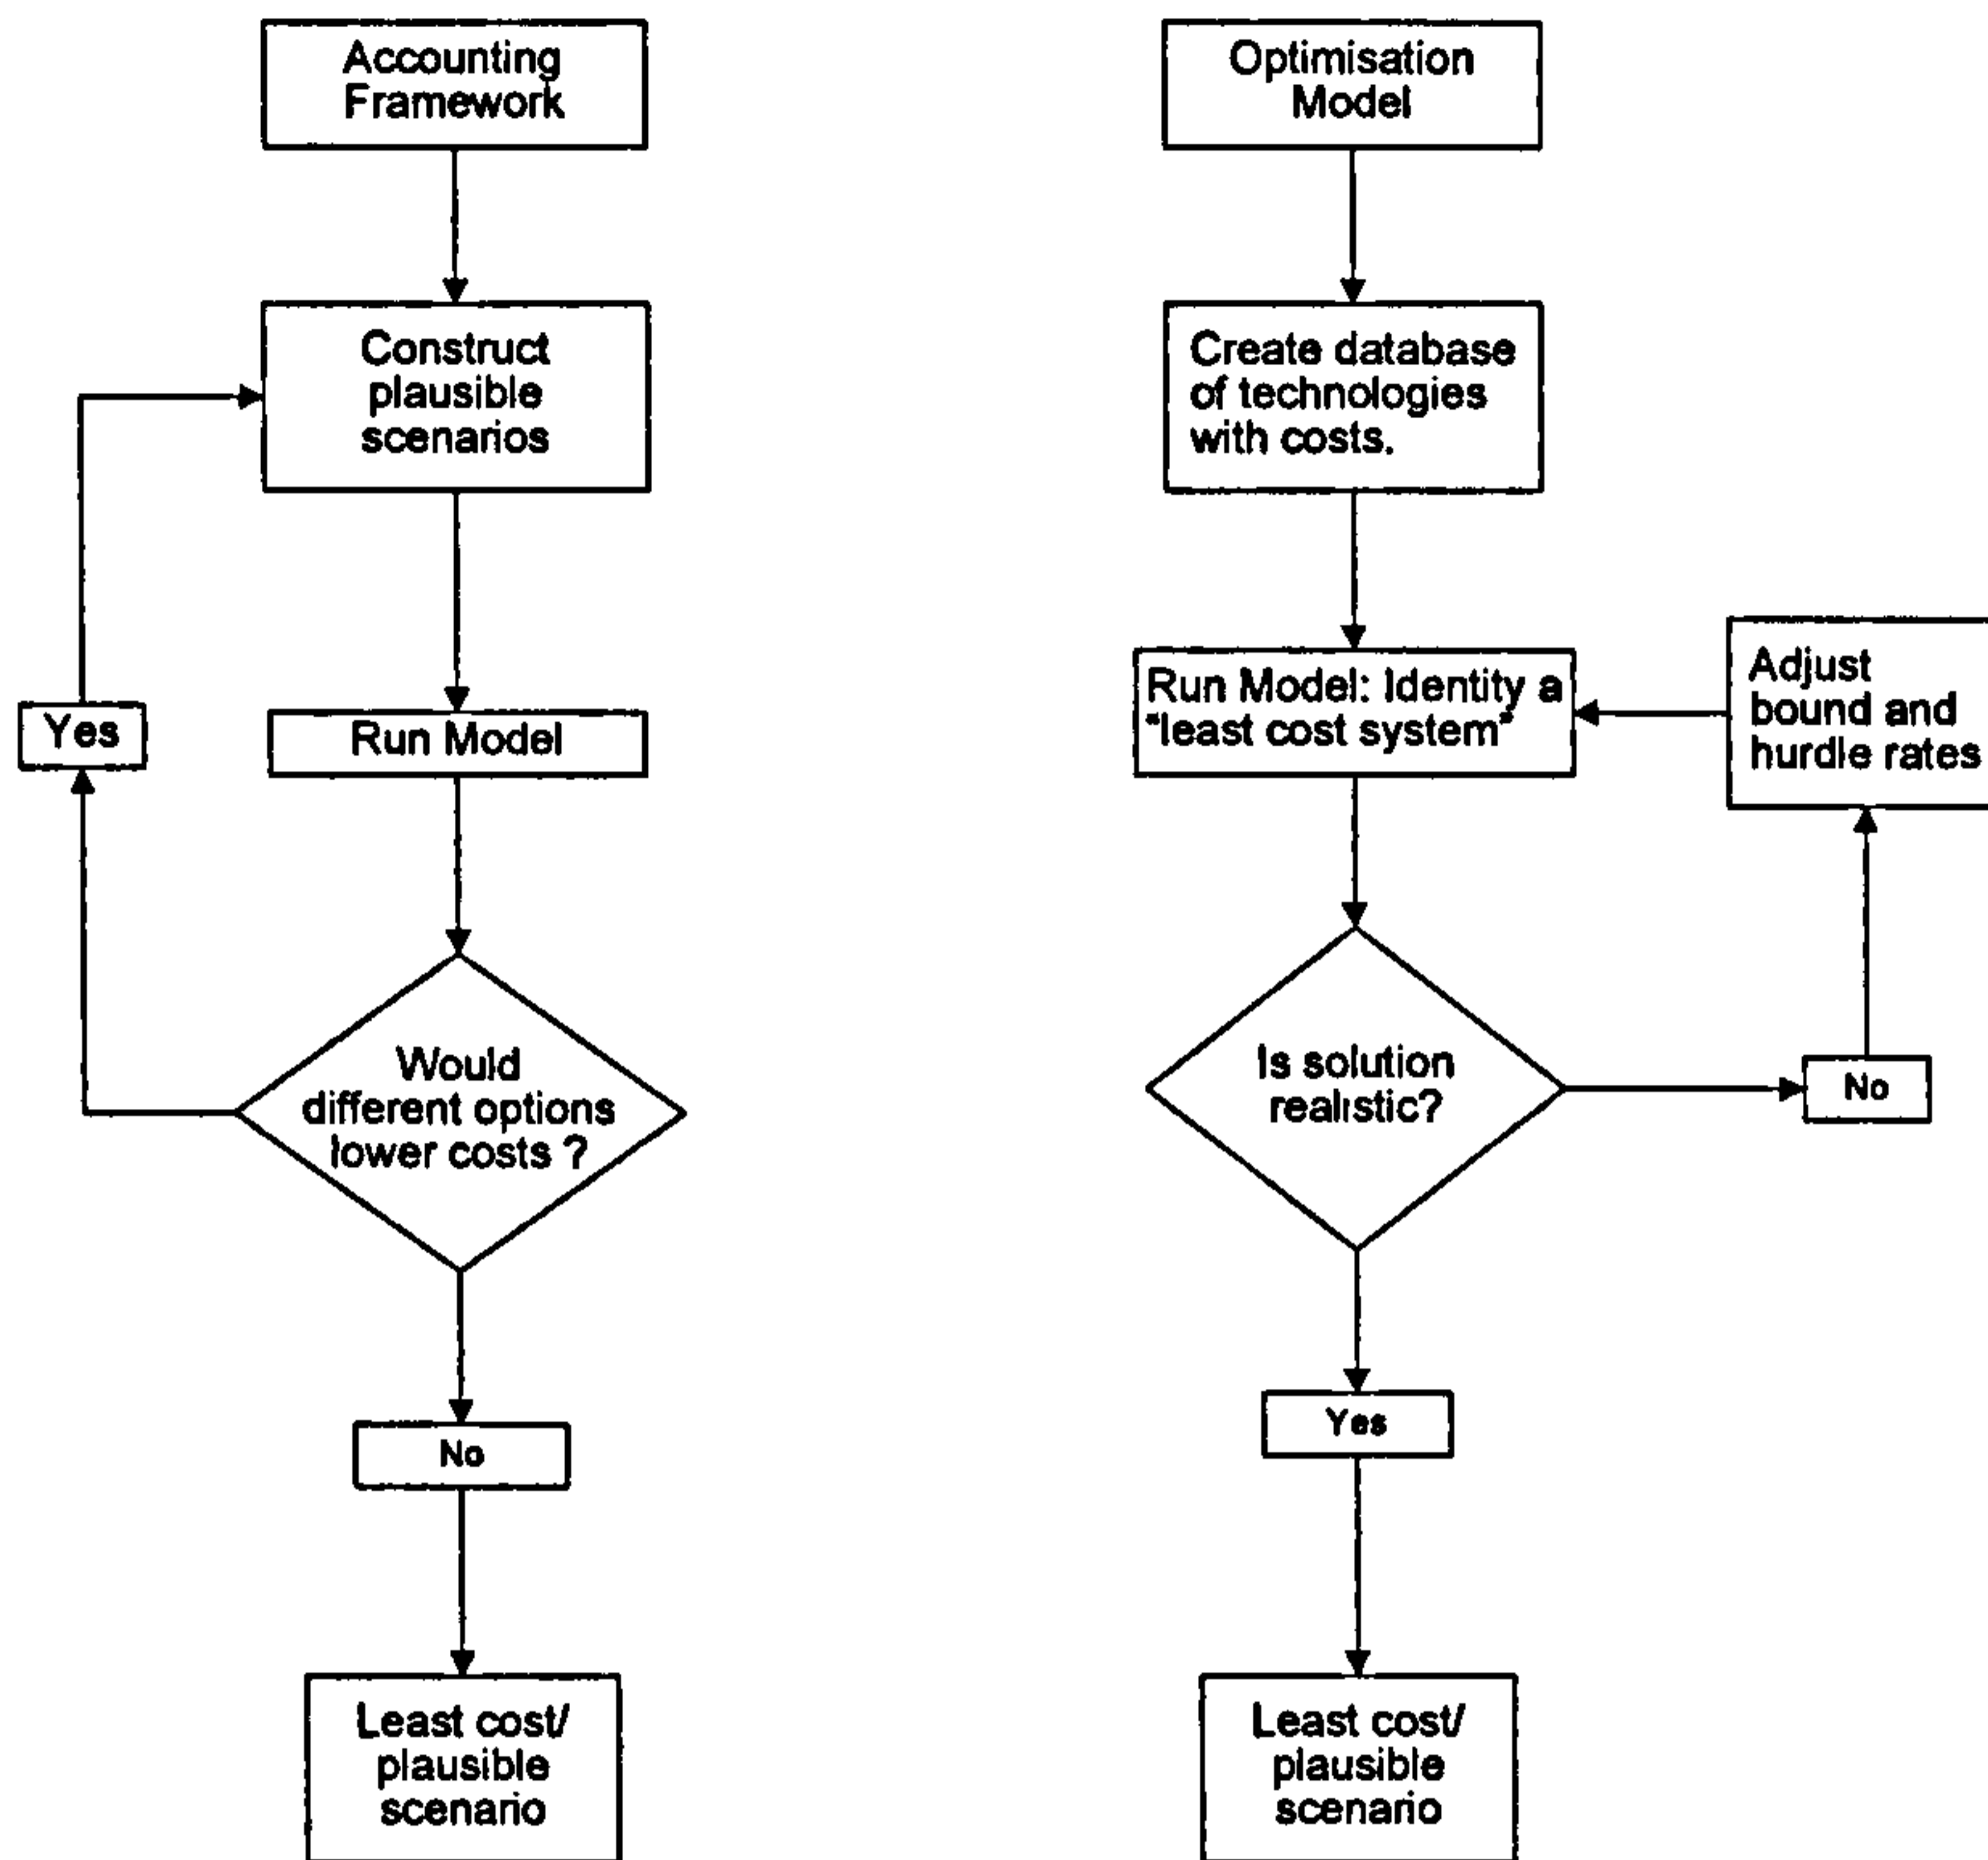 Accounting
Framework
Construct
plausible
scenarios
Yes
Run Model
Would
different options
lower costs ?
No
Least cost/
plausible
scenario
Optimisation
Model
Create database
of technologies
with costs.
Run Model: Identity a
"least cost system"
Adjust
bound and
hurdle rates
Is solution
realistic?
No
Yes
Least cost/
plausible
scenario